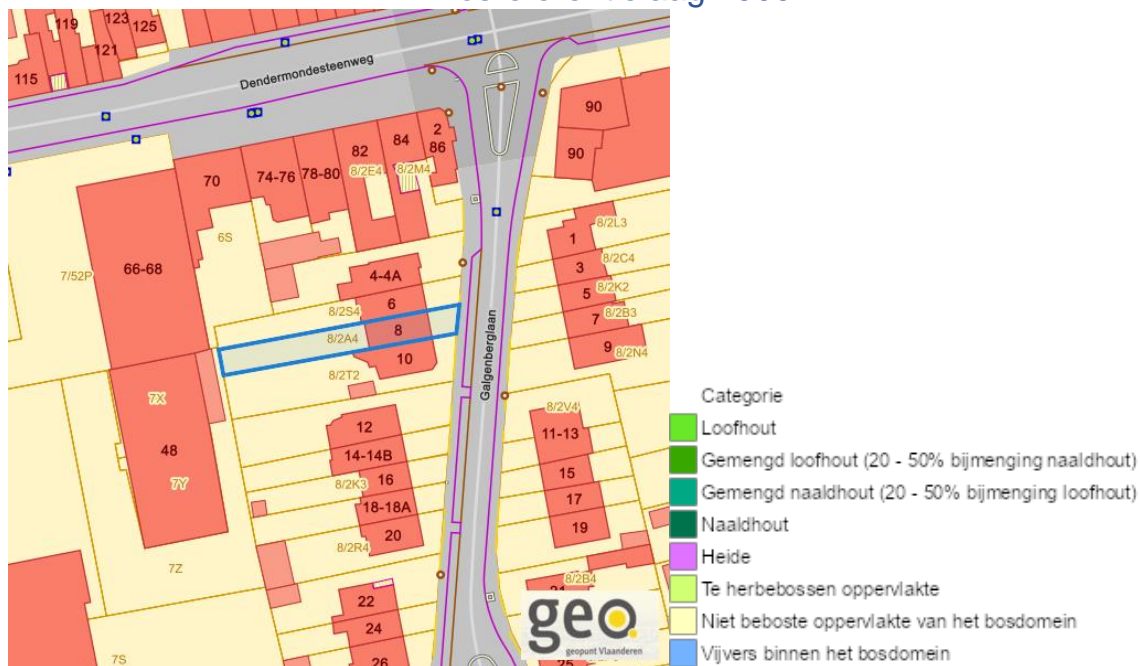 119
123
125
121
115
Dendermondesteenweg
90
90
2
86
84
82
78-80
74-76
70
8/2E4
8/2M4
6S
66-68
7/52P
4-4A
6
8
10
8/2S4
8/2A4
8/2T2
Galgenberglaan
1
3
5
7
9
8/2L3
8/2C4
8/2K2
8/2B3
8/2N4
7X
48
7Y
12
14-14B
16
18-18A
20
8/2K3
8/2R4
8/2V4
11-13
15
17
19
7Z
22
24
26
7S
8/2B4
21
25
geo
geopunt Vlaanderen
Categorie
Loofhout
Gemengd loofhout (20 - 50% bijmenging naaldhout)
Gemengd naaldhout (20 - 50% bijmenging loofhout)
Naaldhout
Heide
Te herbebossen oppervlakte
Niet beboste oppervlakte van het bosdomein
Vijvers binnen het bosdomein